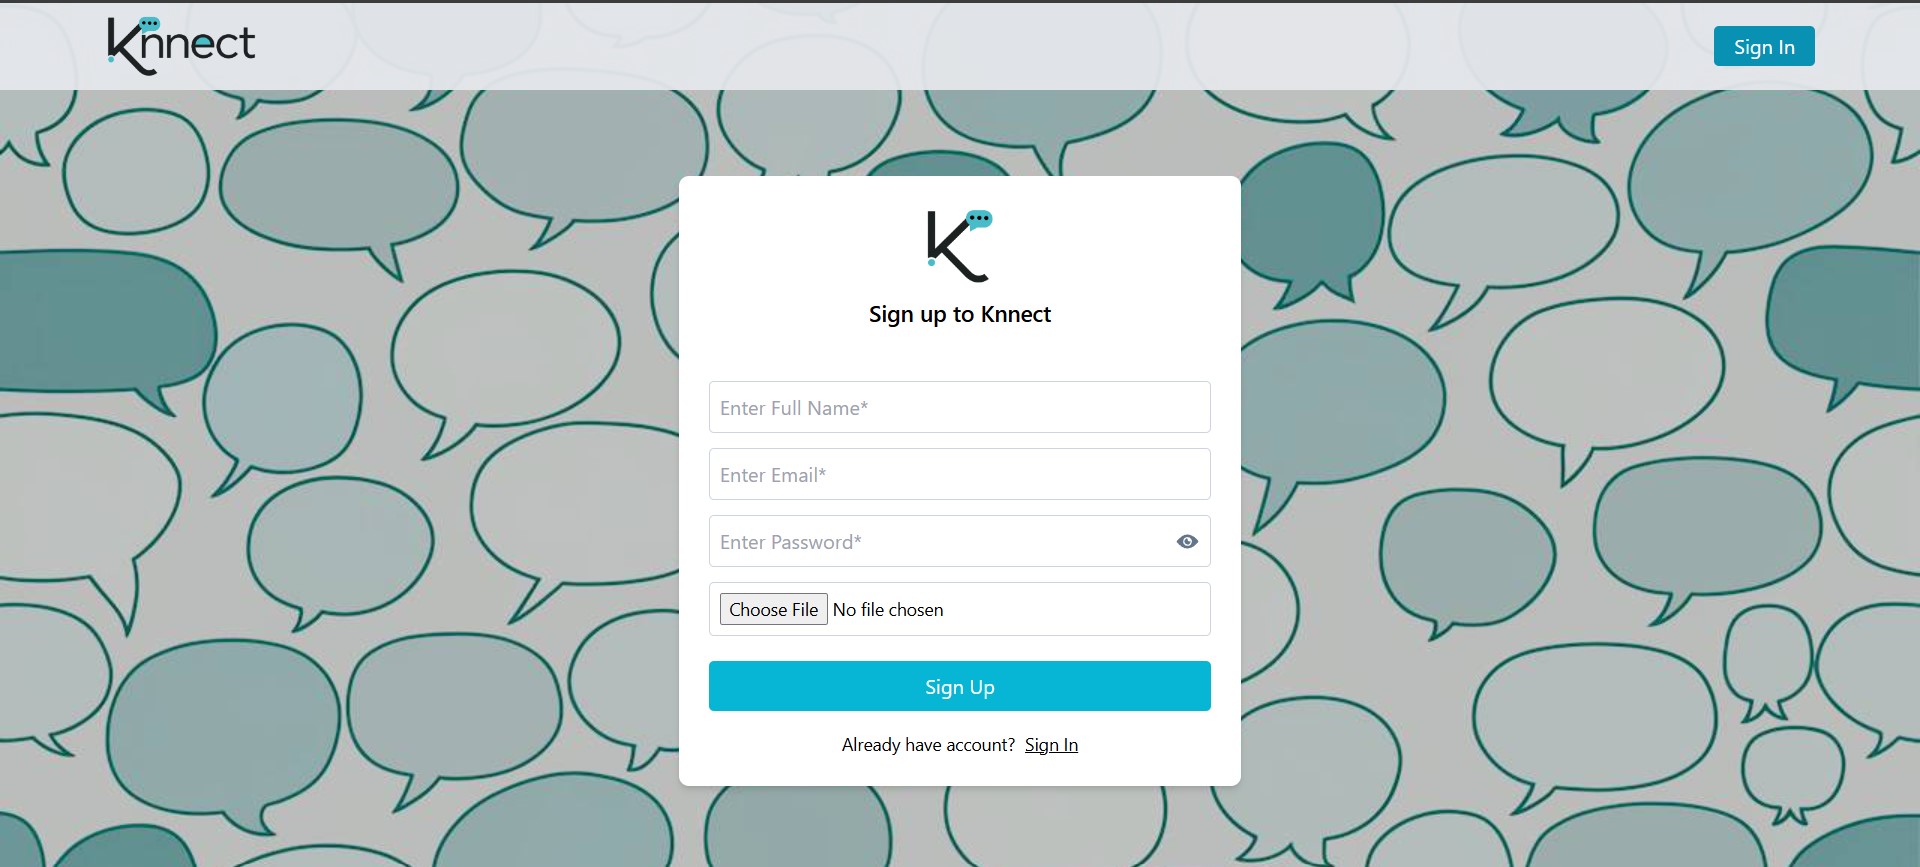 Knnect
Sign In
Sign up to Knnect
Enter Full Name*
Enter Email*
Enter Password*
Choose File No file chosen
Sign Up
Already have account? Sign In